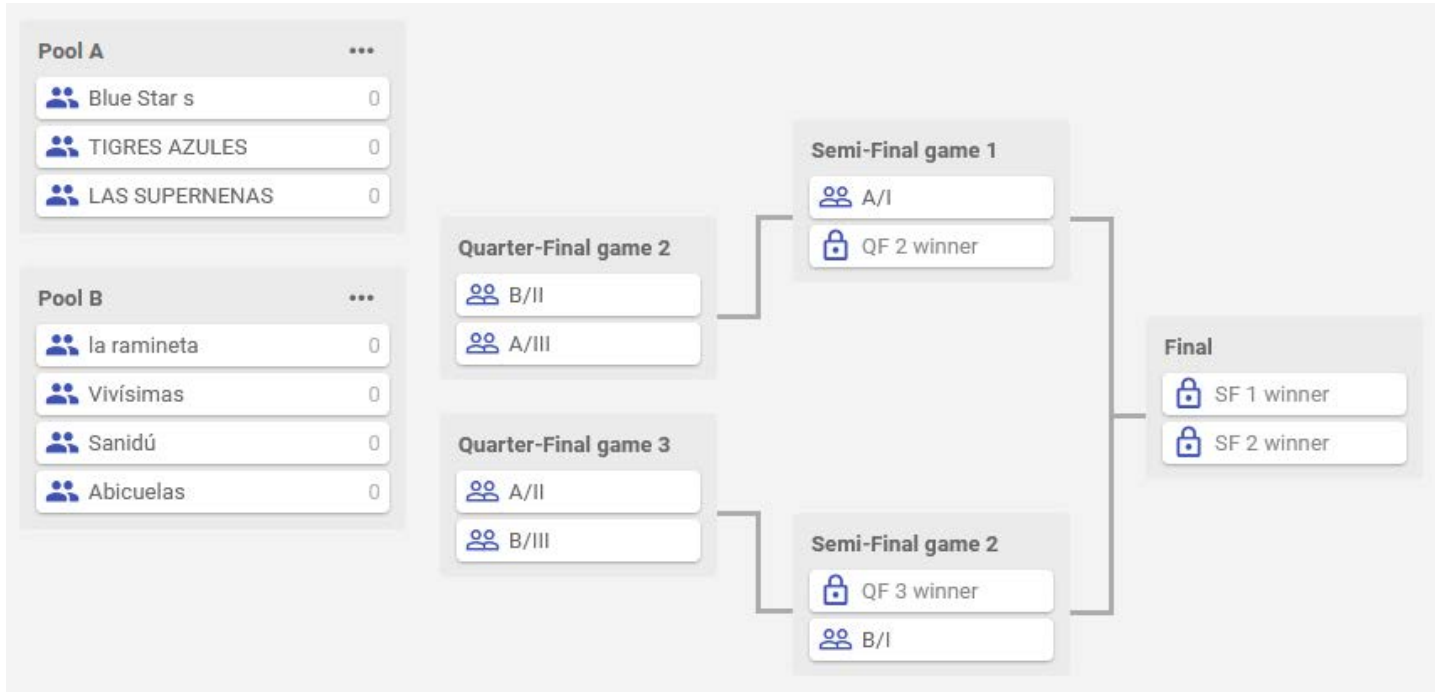 Pool A •••
Blue Star s 0
TIGRES AZULES 0
LAS SUPERNENAS 0
Pool B •••
la ramineta 0
Vivísimas 0
Sanidú 0
Abicuelas 0
Quarter-Final game 2
B/II
A/III
Quarter-Final game 3
A/II
B/III
Semi-Final game 1
A/I
QF 2 winner
Semi-Final game 2
QF 3 winner
B/I
Final
SF 1 winner
SF 2 winner